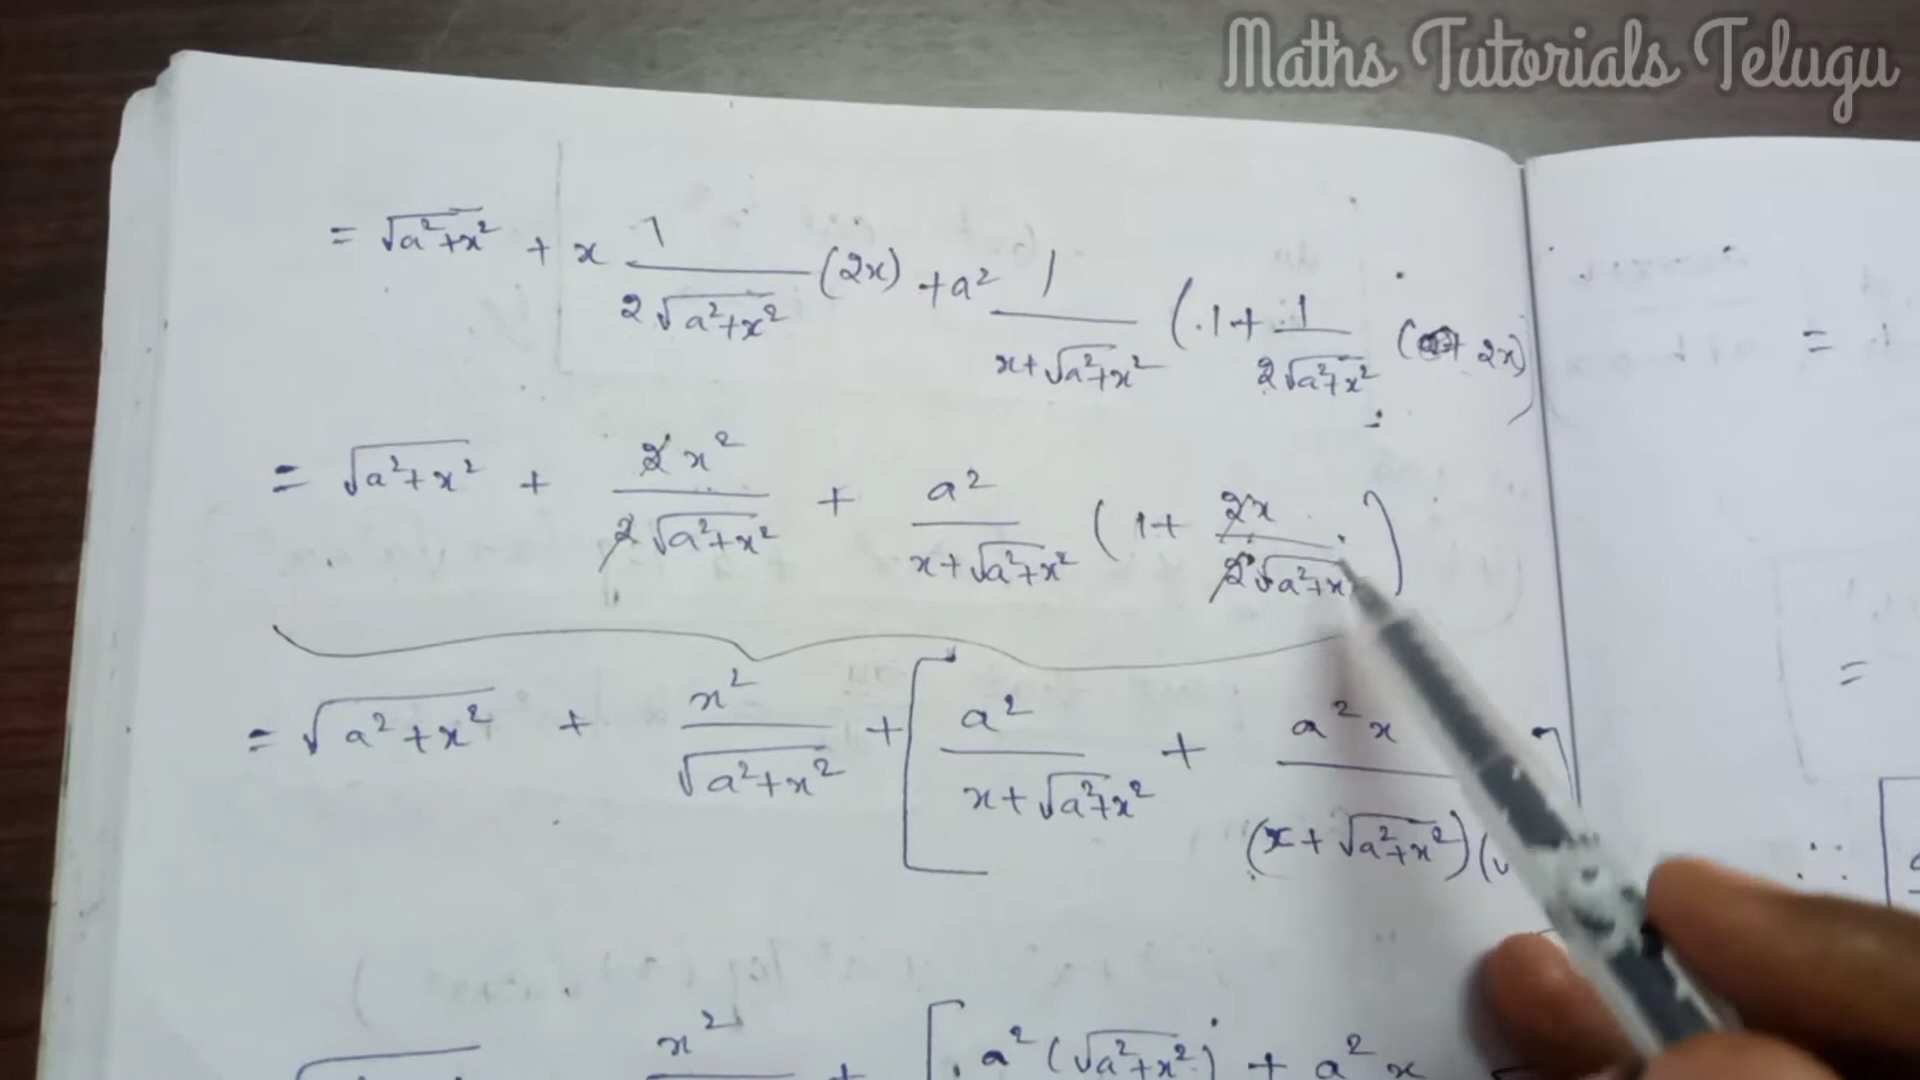 Maths Tutorials Telugu
= √(a²+x²) + x 1/(2√(a²+x²)) (2x) + a² 1/(x+√(a²+x²)) (1 + 1/(2√(a²+x²)) (+ 2x))
= √(a²+x²) + 2x²/(2√(a²+x²)) + a²/(x+√(a²+x²)) (1 + 2x/(2√(a²+x)))
= √(a²+x²) + x²/√(a²+x²) + [a²/(x+√(a²+x²)) + a²x/((x+√(a²+x²))(
x² + [a²(√(a²+x²)) + a²x
=
=
∴